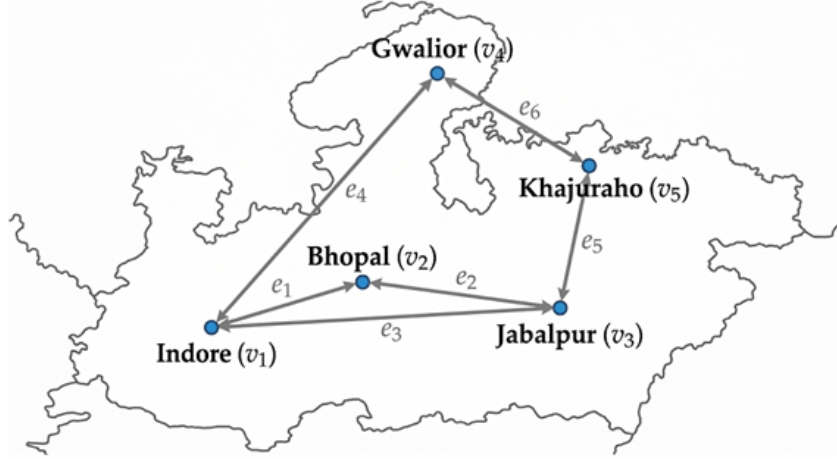 Gwalior (v₄)
e₆
Khajuraho (v₅)
e₄
e₅
Bhopal (v₂)
e₁
e₂
e₃
Jabalpur (v₃)
Indore (v₁)